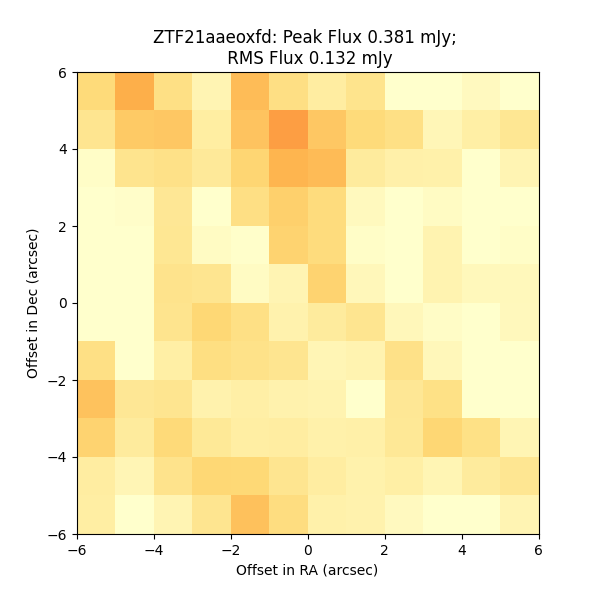 ZTF21aaeoxfd: Peak Flux 0.381 mJy;
RMS Flux 0.132 mJy
6
4
2
0
−2
−4
−6
Offset in Dec (arcsec)
−6 −4 −2 0 2 4 6
Offset in RA (arcsec)